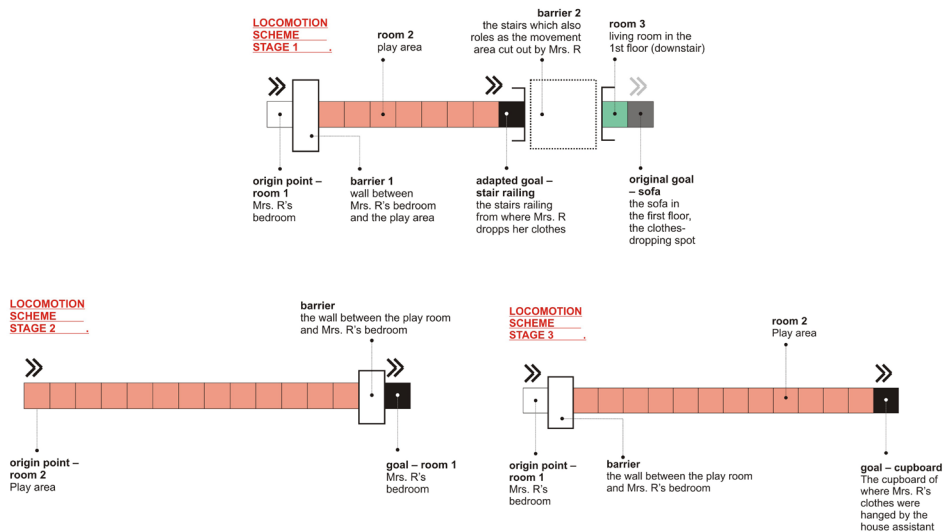 LOCOMOTION
SCHEME
STAGE 1 .
room 2
play area
barrier 2
the stairs which also
roles as the movement
area cut out by Mrs. R
room 3
living room in the
1st floor (downstair)
origin point –
room 1
Mrs. R's
bedroom
barrier 1
wall between
Mrs. R's bedroom
and the play area
adapted goal –
stair railing
the stairs railing
from where Mrs. R
dropps her clothes
original goal
– sofa
the sofa in
the first floor,
the clothes-
dropping spot
LOCOMOTION
SCHEME
STAGE 2 .
barrier
the wall between the play room
and Mrs. R's bedroom
origin point –
room 2
Play area
goal – room 1
Mrs. R's
bedroom
LOCOMOTION
SCHEME
STAGE 3 .
room 2
Play area
origin point–
room 1
Mrs. R's
bedroom
barrier
the wall between the play room
and Mrs. R's bedroom
goal – cupboard
The cupboard of
where Mrs. R's
clothes were
hanged by the
house assistant